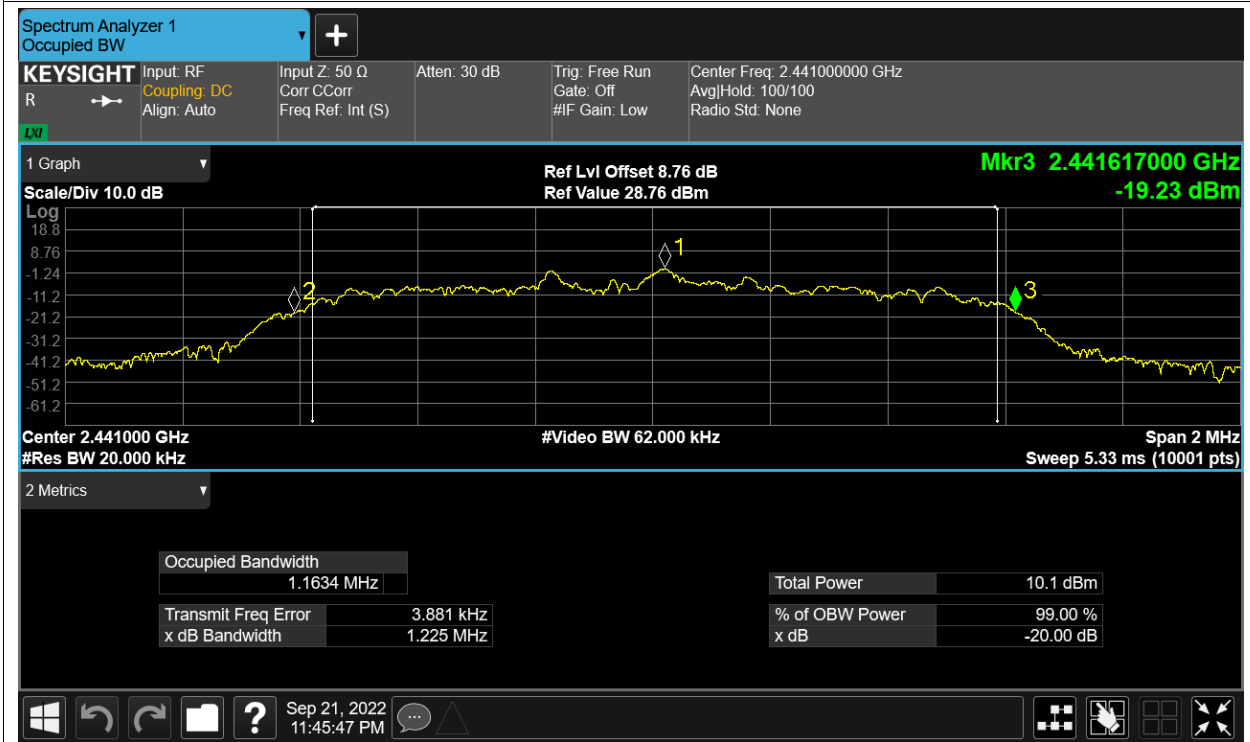 Spectrum Analyzer 1
Occupied BW
KEYSIGHT
R
LXI
Input: RF
Coupling: DC
Align: Auto
Input Z: 50 Ω
Corr CCorr
Freq Ref: Int (S)
Atten: 30 dB
Trig: Free Run
Gate: Off
#IF Gain: Low
Center Freq: 2.441000000 GHz
Avg|Hold: 100/100
Radio Std: None
1 Graph
Scale/Div 10.0 dB
Ref Lvl Offset 8.76 dB
Ref Value 28.76 dBm
Mkr3 2.441617000 GHz
-19.23 dBm
Log
18.8
8.76
-1.24
-11.2
-21.2
-31.2
-41.2
-51.2
-61.2
1
2
3
Center 2.441000 GHz
#Res BW 20.000 kHz
#Video BW 62.000 kHz
Span 2 MHz
Sweep 5.33 ms (10001 pts)
2 Metrics
Occupied Bandwidth
1.1634 MHz
Transmit Freq Error 3.881 kHz
x dB Bandwidth 1.225 MHz
Total Power 10.1 dBm
% of OBW Power 99.00 %
x dB -20.00 dB
?
Sep 21, 2022
11:45:47 PM